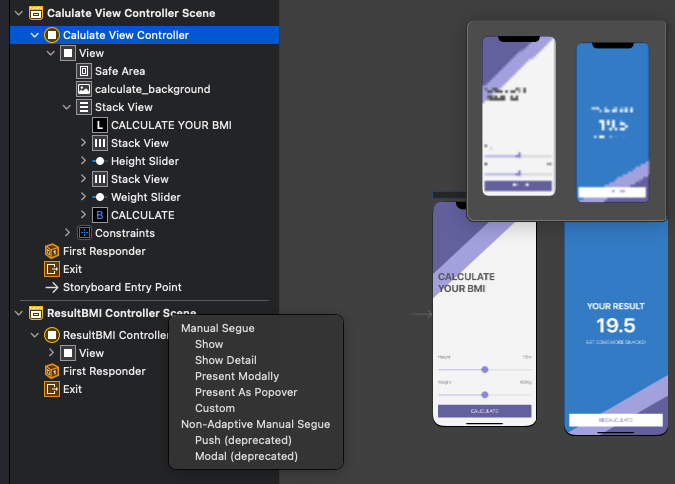 Calulate View Controller Scene
Calulate View Controller
View
Safe Area
calculate_background
Stack View
L CALCULATE YOUR BMI
Stack View
Height Slider
Stack View
Weight Slider
B CALCULATE
Constraints
First Responder
Exit
Storyboard Entry Point
ResultBMI Controller Scene
ResultBMI Controller
View
First Responder
Exit
Manual Segue
Show
Show Detail
Present Modally
Present As Popover
Custom
Non-Adaptive Manual Segue
Push (deprecated)
Modal (deprecated)
19.5
CALCULATE
YOUR BMI
Height
Weight
CALCULATE
YOUR RESULT
19.5
EAT SOME MORE SNACKS!
RECALCULATE